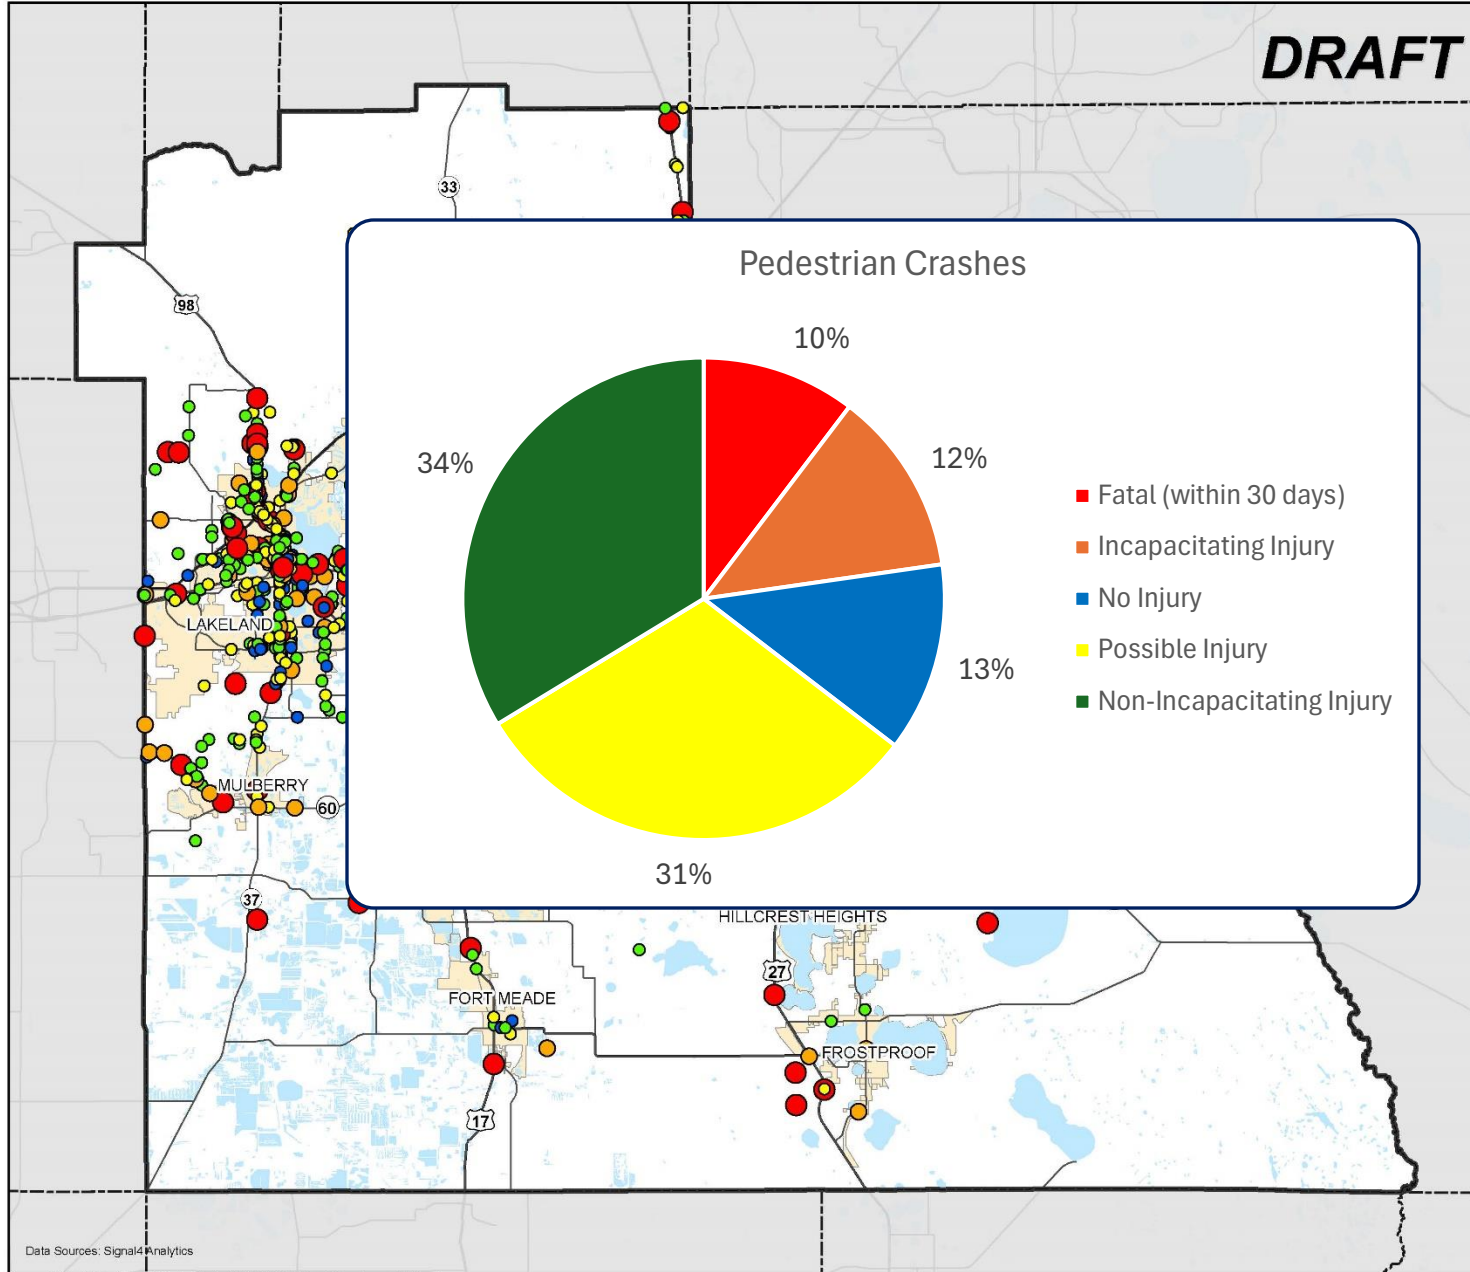 DRAFT
33
98
Pedestrian Crashes
10%
12%
34%
13%
31%
Fatal (within 30 days)
Incapacitating Injury
No Injury
Possible Injury
Non-Incapacitating Injury
LAKELAND
MULBERRY
60
37
HILLCREST HEIGHTS
27
FORT MEADE
FROSTPROOF
17
Data Sources: Signal4 Analytics